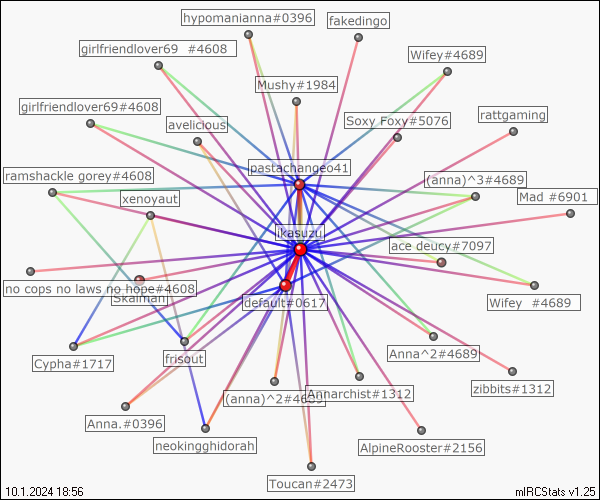 hypomanianna#0396
fakedingo
girlfriendlover69 #4608
Wifey#4689
Mushy#1984
girlfriendlover69#4608
avelicious
Soxy Foxy#5076
rattgaming
pastachangeo41
ramshackle gorey#4608
(anna)^3#4689
xenoyaut
Mad #6901
ikasuzu
ace deucy#7097
no cops no laws no hope#4608
Skalman
default#0617
Wifey #4689
Cypha#1717
frisout
Anna^2#4689
(anna)^2#4689
Annarchist#1312
zibbits#1312
Anna.#0396
neokingghidorah
AlpineRooster#2156
Toucan#2473
10.1.2024 18:56
mIRCStats v1.25